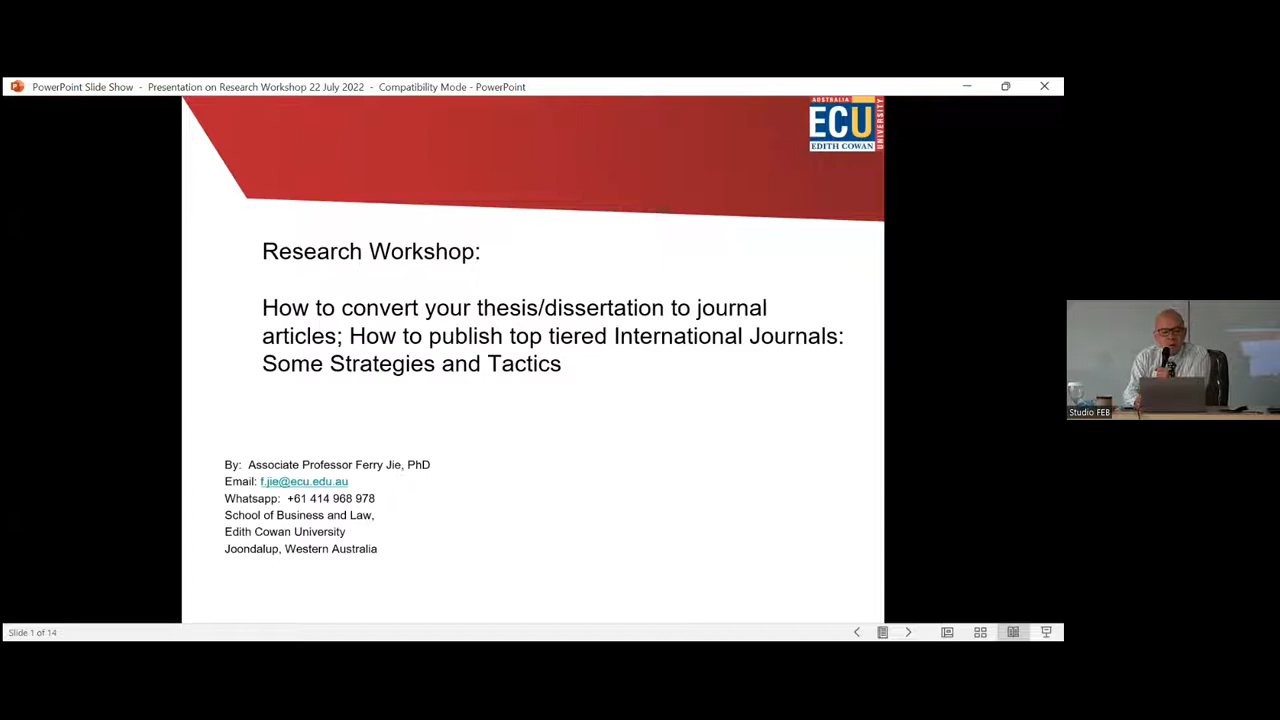 PowerPoint Slide Show - Presentation on Research Workshop 22 July 2022 - Compatibility Mode - PowerPoint
AUSTRALIA
ECU
EDITH COWAN
UNIVERSITY
Research Workshop:
How to convert your thesis/dissertation to journal
articles; How to publish top tiered International Journals:
Some Strategies and Tactics
By: Associate Professor Ferry Jie, PhD
Email: f.jie@ecu.edu.au
Whatsapp: +61 414 968 978
School of Business and Law,
Edith Cowan University
Joondalup, Western Australia
Studio FEB
Slide 1 of 14